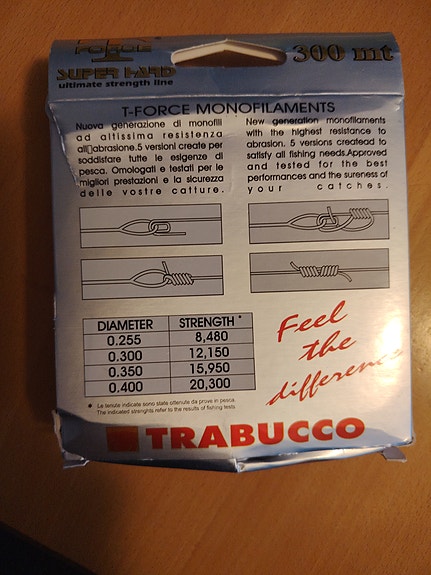 FORCE
300 mt
SUPER HARD
ultimate strength line
T-FORCE MONOFILAMENTS
Nuova generazione di monofili
ad altissima resistenza
all▯abrasione.5 versioni create per
soddisfare tutte le esigenze di
pesca. Omologati e testati per le
migliori prestazioni e la sicurezza
delle vostre catture.
New generation monofilaments
with the highest resistance to
abrasion. 5 versions createad to
satisfy all fishing needs.Approved
and tested for the best
performances and the sureness of
your catches.
DIAMETER STRENGTH *
0.255 8,480
0.300 12,150
0.350 15,950
0.400 20,300
Feel
the
difference
* Le tenute indicate sono state ottenute da prove in pesca.
The indicated strenghts refer to the results of fishing tests
TRABUCCO